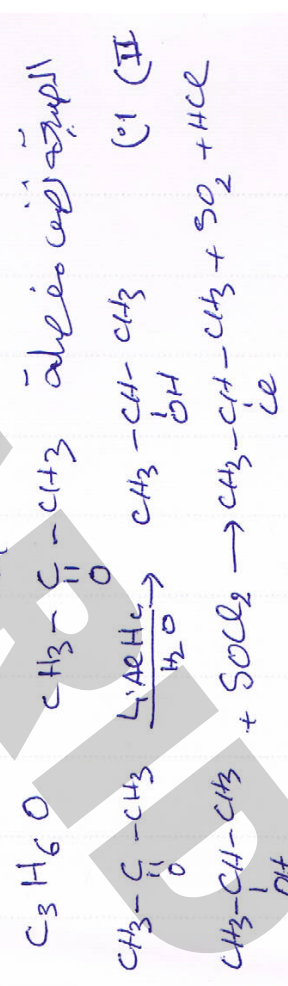 C3H6O CH3-C-CH3 الصيغة
O
II) 1)
CH3-C-CH3 LiAlH4 → CH3-CH-CH3
O H2O OH
CH3-CH-CH3 + SOCl2 → CH3-CH-CH3 + SO2 + HCl
OH Cl